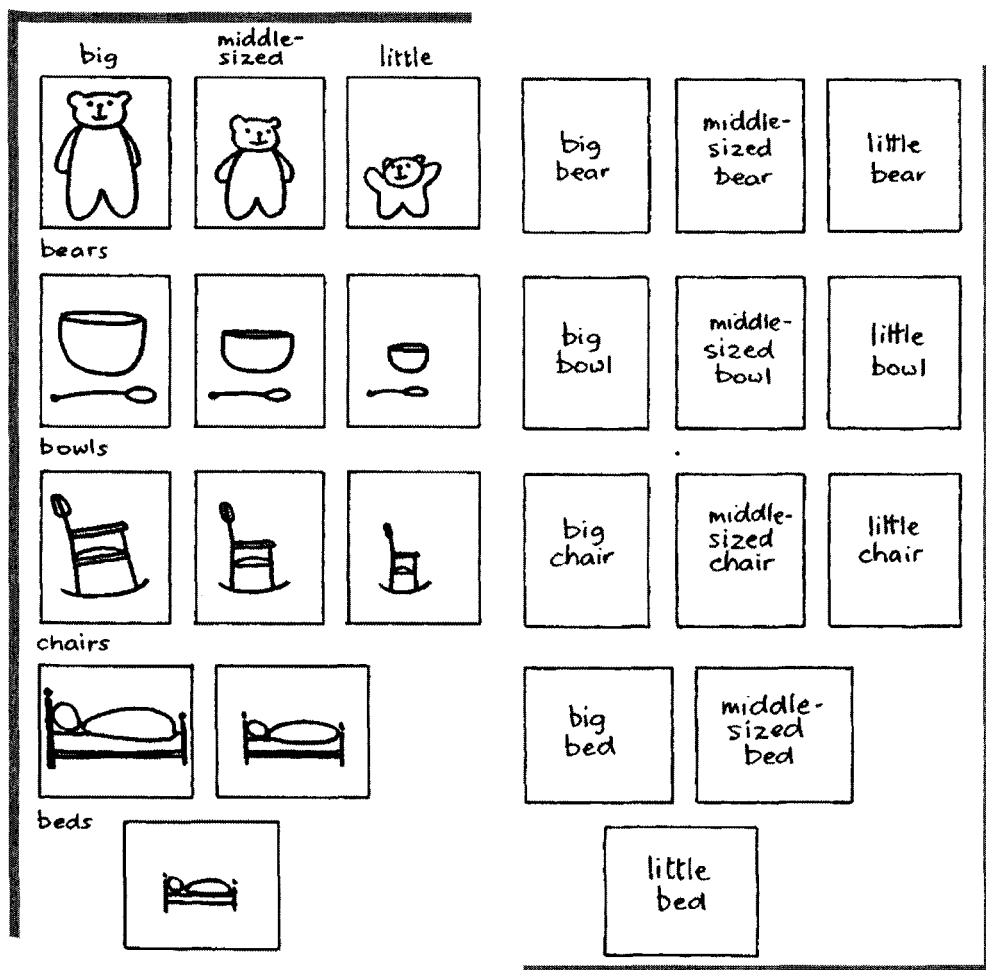 big
middle-
sized
little
bears
bowls
chairs
beds
big
bear
middle-
sized
bear
little
bear
big
bowl
middle-
sized
bowl
little
bowl
big
chair
middle-
sized
chair
little
chair
big
bed
middle-
sized
bed
little
bed